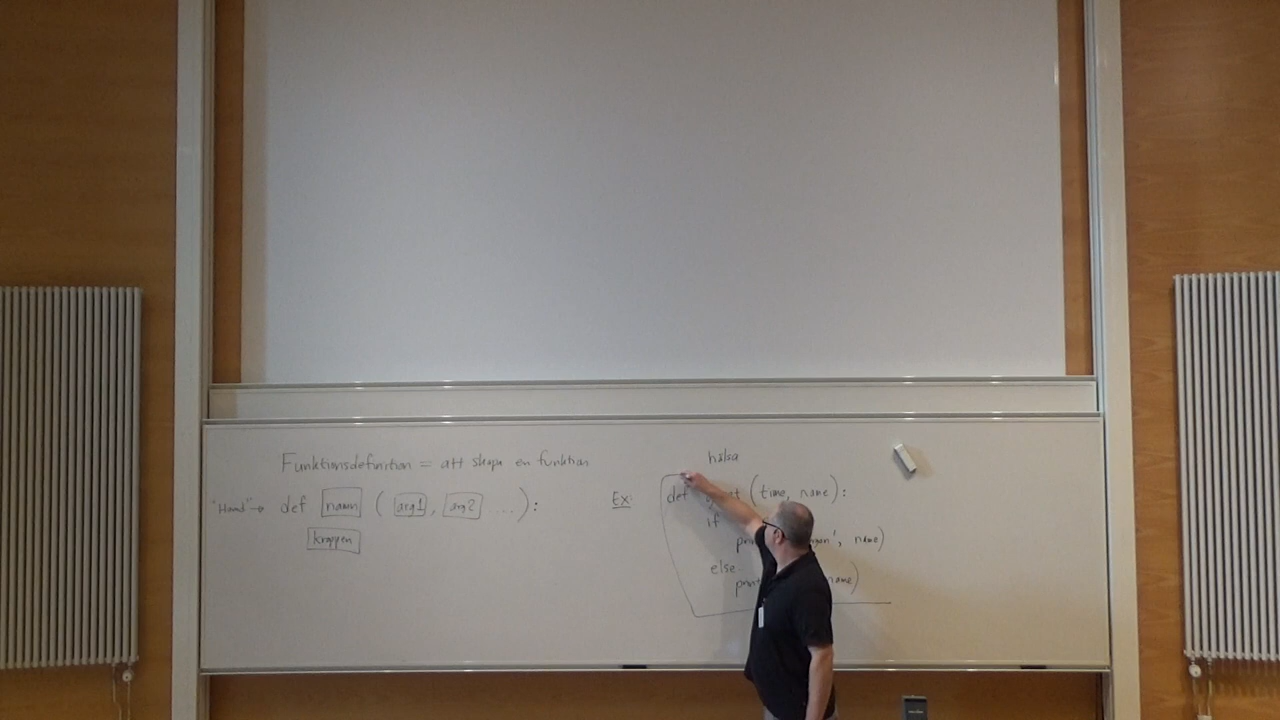 Funktionsdefinition = att skapa en funktion
"Huvud"→ def namn ( arg1, arg2 ...):
kroppen
hälsa
Ex: def (time, name):
if
name)
else
name)